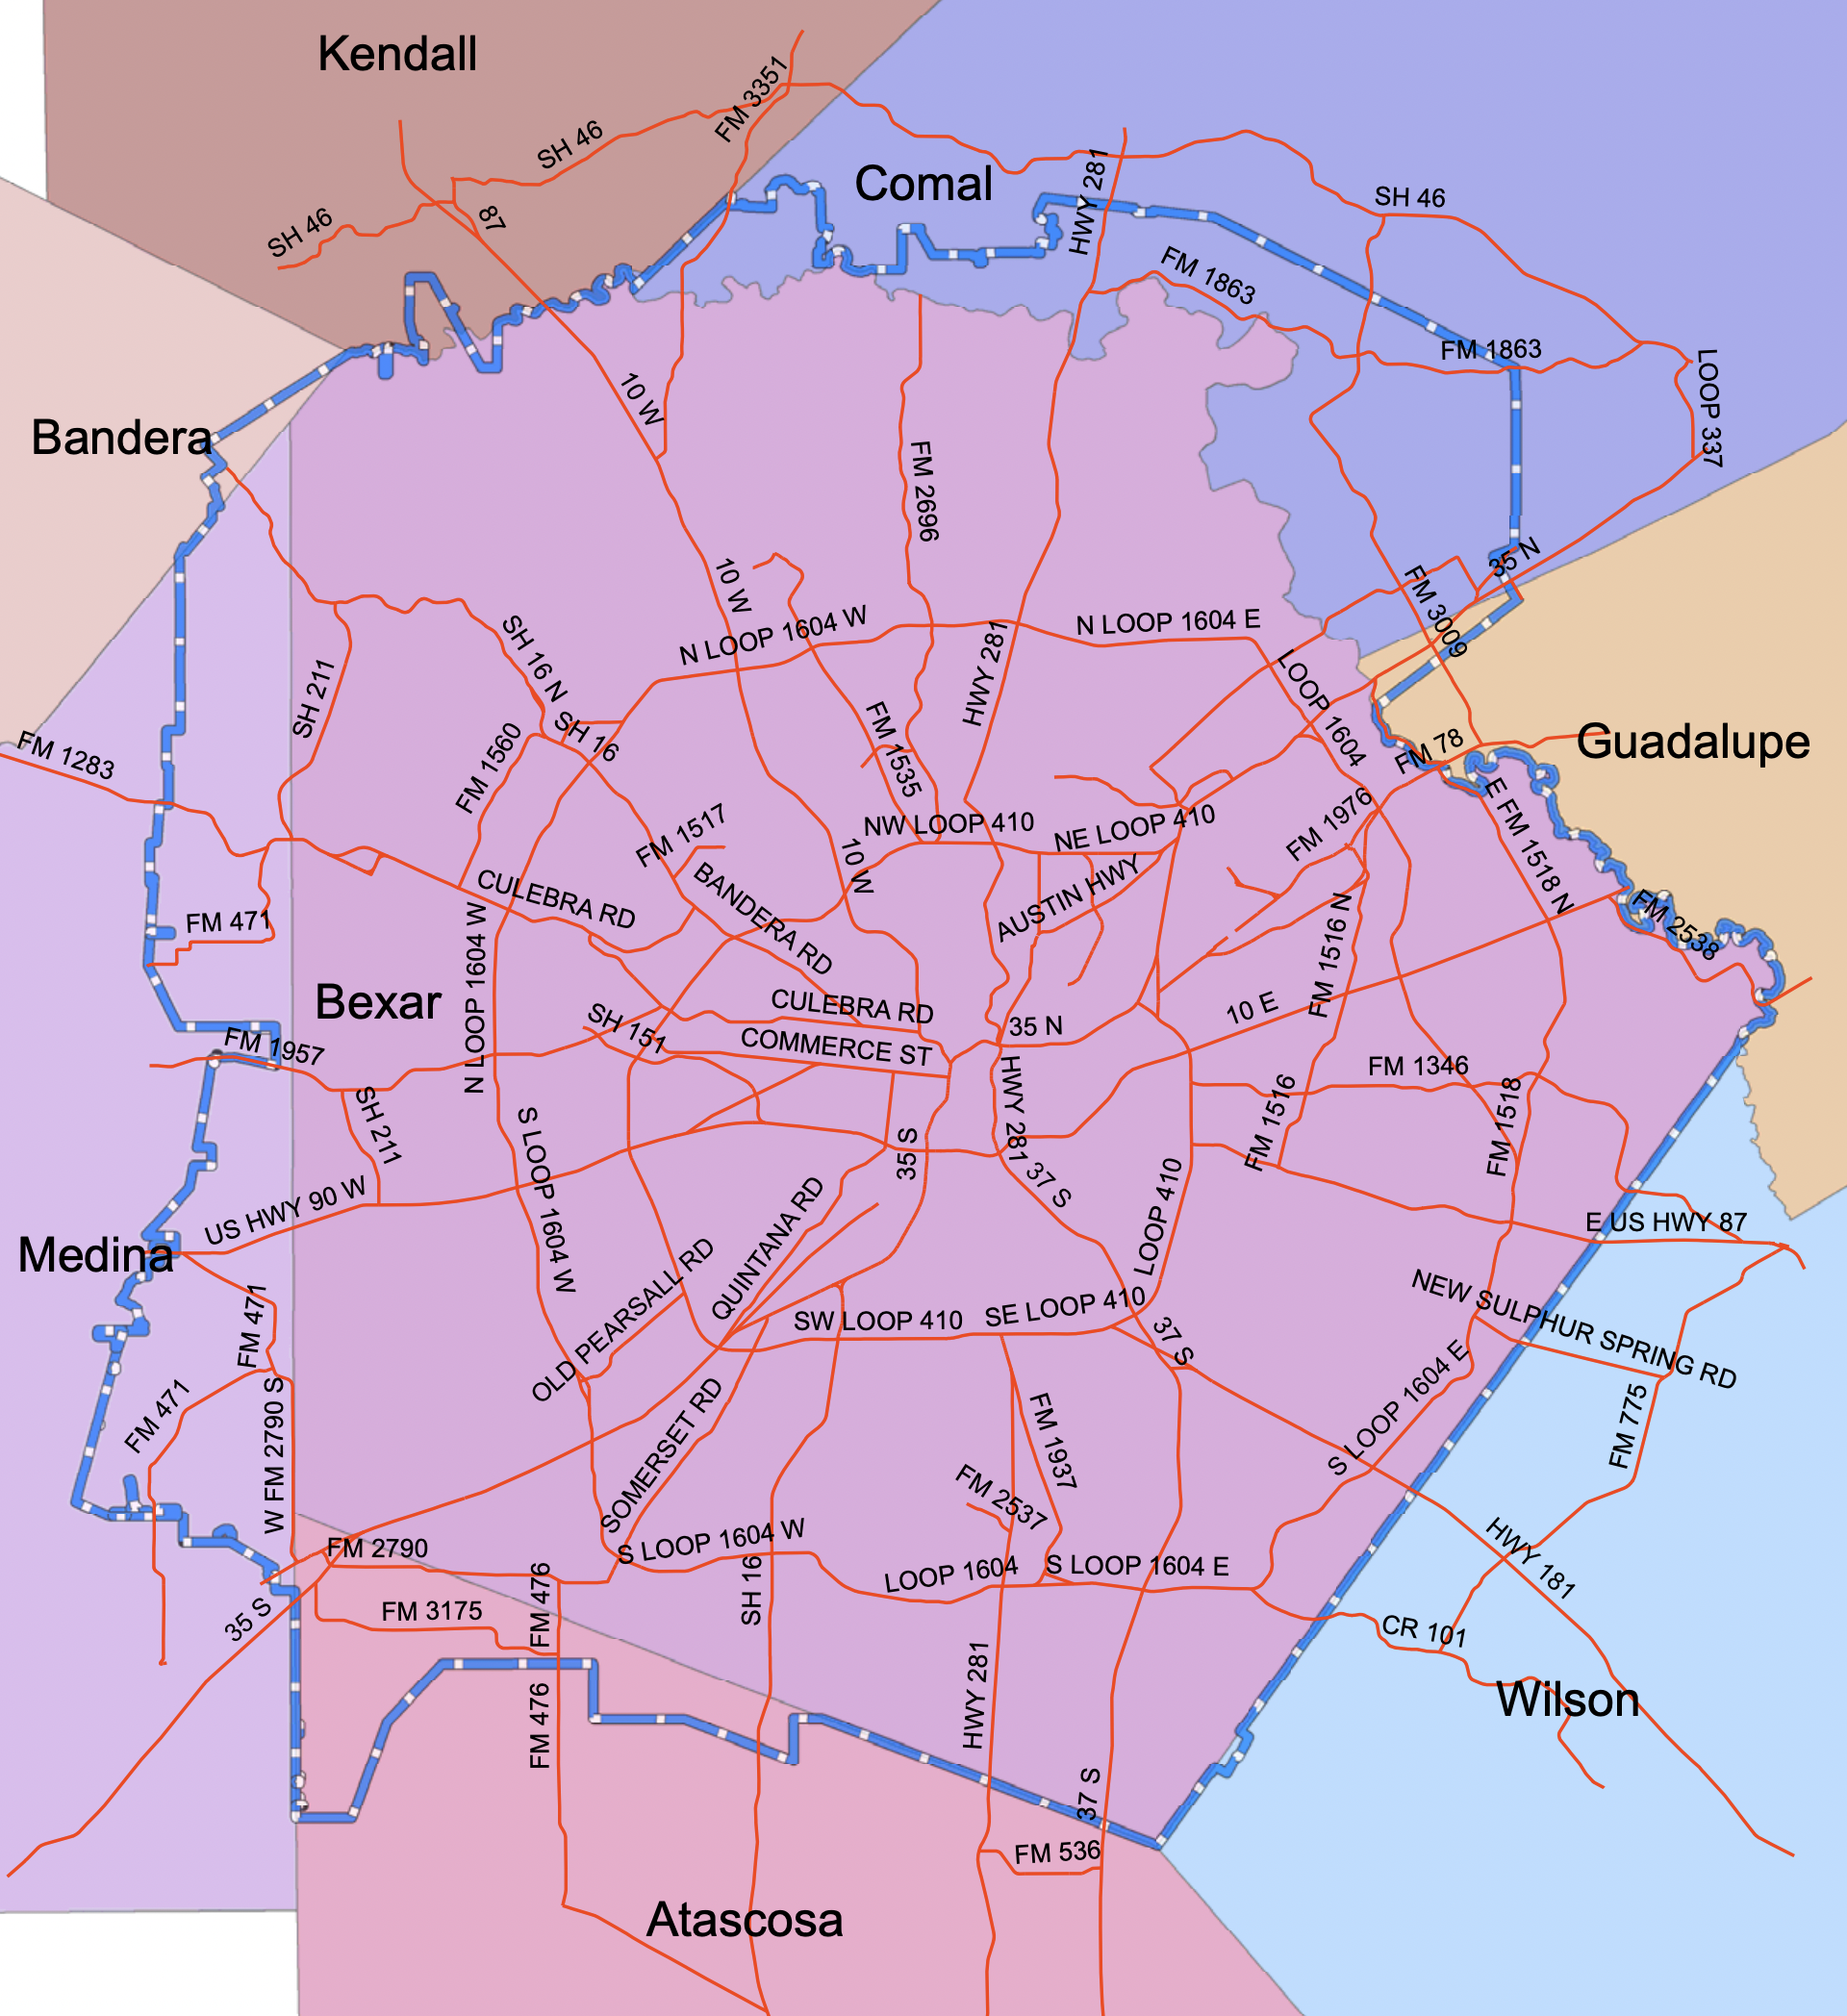 Kendall
FM 3351
SH 46
Comal
HWY 281
SH 46
87
SH 46
FM 1863
FM 1863
LOOP 337
10 W
Bandera
FM 2696
35 N
10 W
FM 3009
N LOOP 1604 W
N LOOP 1604 E
SH 16 N
HWY 281
LOOP 1604
SH 211
FM 1283
SH 16
FM 1560
FM 1535
FM 78
Guadalupe
FM 1517
NW LOOP 410
NE LOOP 410
FM 1976
E FM 1518 N
10 W
CULEBRA RD
BANDERA RD
AUSTIN HWY
FM 471
FM 2538
N LOOP 1604 W
FM 1516 N
Bexar
CULEBRA RD
10 E
SH 151
35 N
FM 1957
COMMERCE ST
FM 1346
HWY 281
SH 211
FM 1516
FM 1518
S LOOP 1604 W
35 S
37 S
US HWY 90 W
LOOP 410
E US HWY 87
Medina
QUINTANA RD
OLD PEARSALL RD
NEW SULPHUR SPRING RD
FM 471
SW LOOP 410
SE LOOP 410
37 S
FM 471
W FM 2790 S
SOMERSET RD
FM 1937
S LOOP 1604 E
FM 775
FM 2537
FM 2790
S LOOP 1604 W
LOOP 1604
S LOOP 1604 E
HWY 181
SH 16
FM 476
35 S
FM 3175
CR 101
Wilson
FM 476
HWY 281
37 S
FM 536
Atascosa